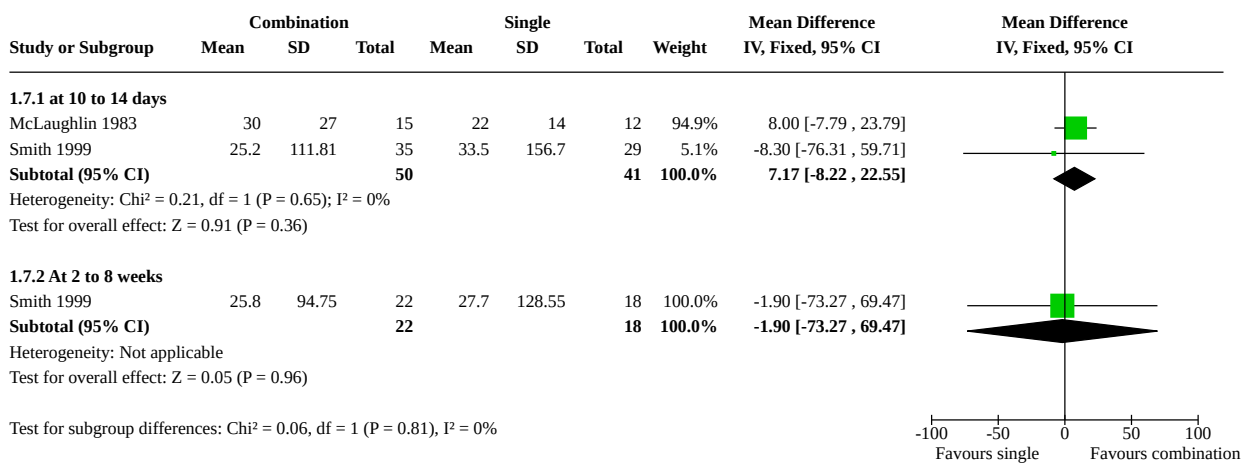 Combination Single Mean Difference Mean Difference
Study or Subgroup Mean SD Total Mean SD Total Weight IV, Fixed, 95% CI IV, Fixed, 95% CI
1.7.1 at 10 to 14 days
McLaughlin 1983 30 27 15 22 14 12 94.9% 8.00 [-7.79 , 23.79]
Smith 1999 25.2 111.81 35 33.5 156.7 29 5.1% -8.30 [-76.31 , 59.71]
Subtotal (95% CI) 50 41 100.0% 7.17 [-8.22 , 22.55]
Heterogeneity: Chi² = 0.21, df = 1 (P = 0.65); I² = 0%
Test for overall effect: Z = 0.91 (P = 0.36)
1.7.2 At 2 to 8 weeks
Smith 1999 25.8 94.75 22 27.7 128.55 18 100.0% -1.90 [-73.27 , 69.47]
Subtotal (95% CI) 22 18 100.0% -1.90 [-73.27 , 69.47]
Heterogeneity: Not applicable
Test for overall effect: Z = 0.05 (P = 0.96)
Test for subgroup differences: Chi² = 0.06, df = 1 (P = 0.81), I² = 0%
-100 -50 0 50 100
Favours single Favours combination